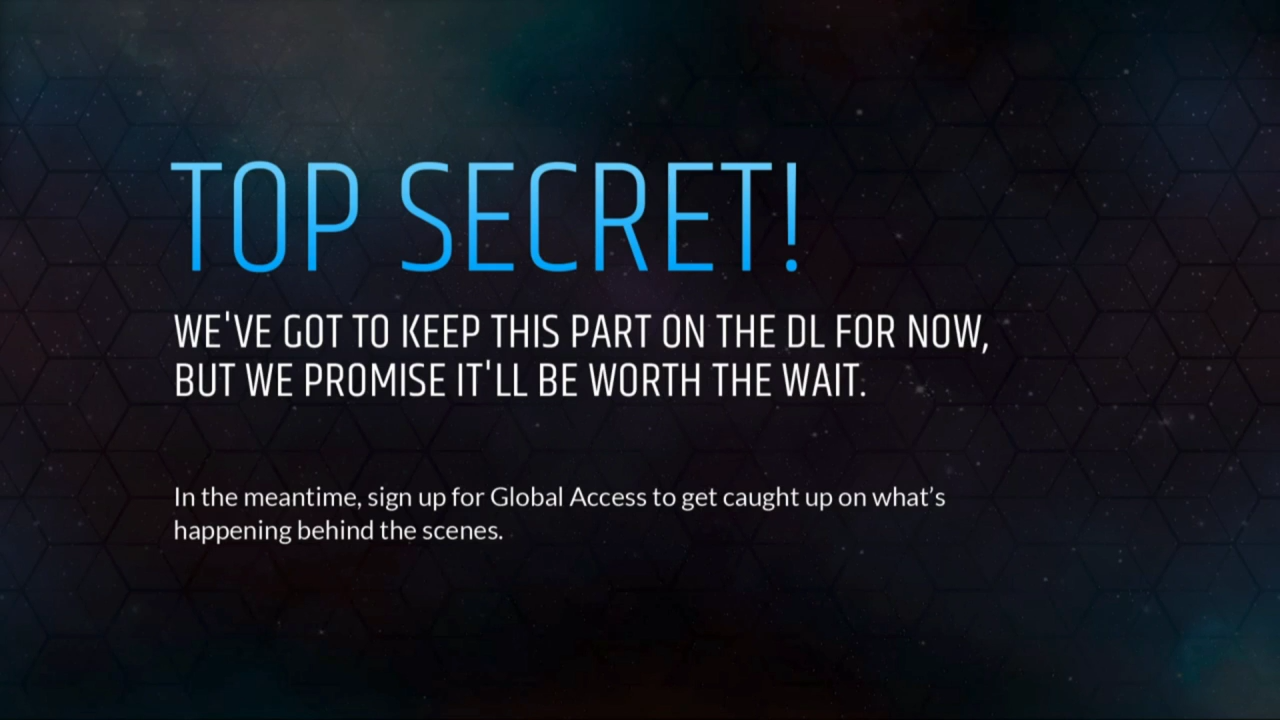 TOP SECRET!
WE'VE GOT TO KEEP THIS PART ON THE DL FOR NOW,
BUT WE PROMISE IT'LL BE WORTH THE WAIT.
In the meantime, sign up for Global Access to get caught up on what’s
happening behind the scenes.